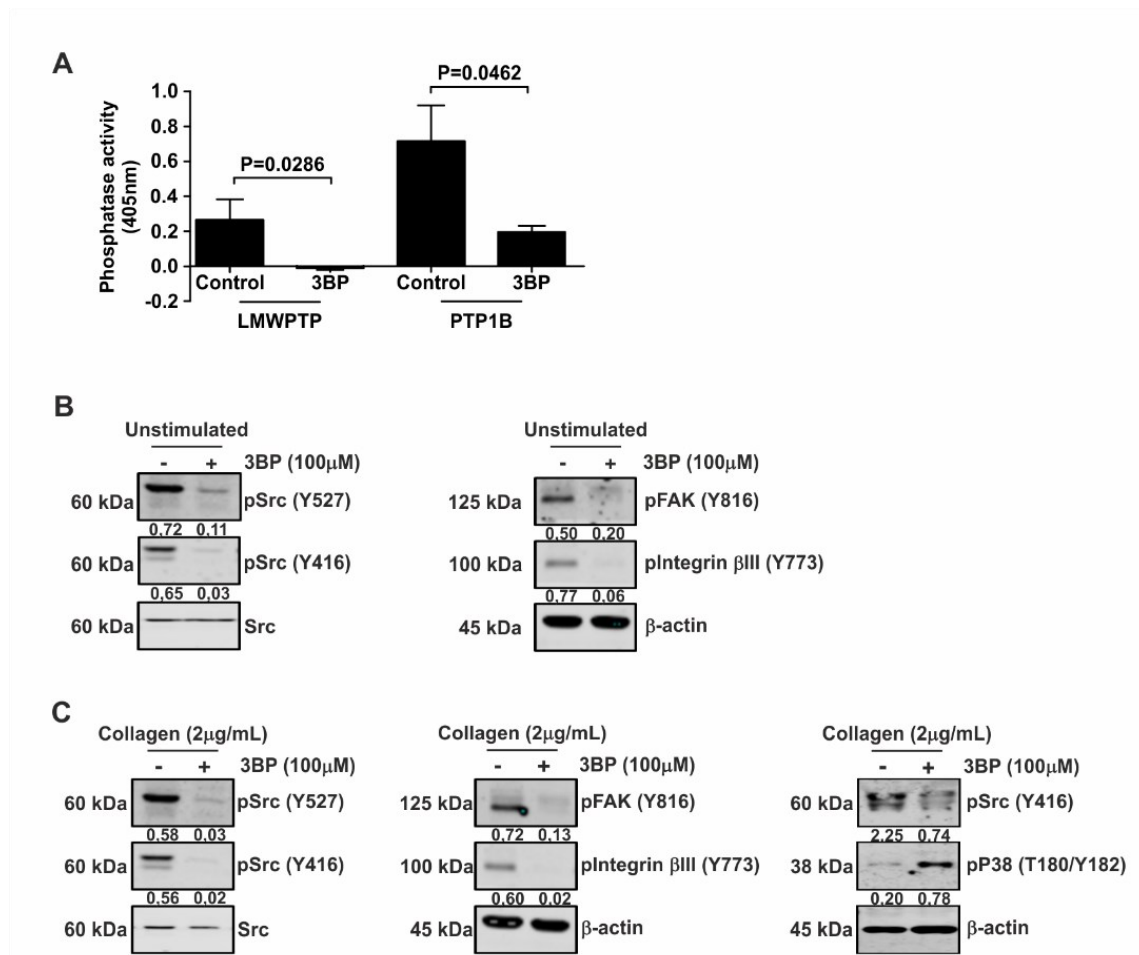 A
P=0.0462
P=0.0286
Phosphatase activity
(405nm)
1.0
0.8
0.6
0.4
0.2
0.0
-0.2
Control 3BP Control 3BP
LMWPTP PTP1B
B
Unstimulated
- + 3BP (100μM)
60 kDa pSrc (Y527)
0,72 0,11
60 kDa pSrc (Y416)
0,65 0,03
60 kDa Src
Unstimulated
- + 3BP (100μM)
125 kDa pFAK (Y816)
0,50 0,20
100 kDa pIntegrin βIII (Y773)
0,77 0,06
45 kDa β-actin
C
Collagen (2μg/mL)
- + 3BP (100μM)
60 kDa pSrc (Y527)
0,58 0,03
60 kDa pSrc (Y416)
0,56 0,02
60 kDa Src
Collagen (2μg/mL)
- + 3BP (100μM)
125 kDa pFAK (Y816)
0,72 0,13
100 kDa pIntegrin βIII (Y773)
0,60 0,02
45 kDa β-actin
Collagen (2μg/mL)
- + 3BP (100μM)
60 kDa pSrc (Y416)
2,25 0,74
38 kDa pP38 (T180/Y182)
0,20 0,78
45 kDa β-actin